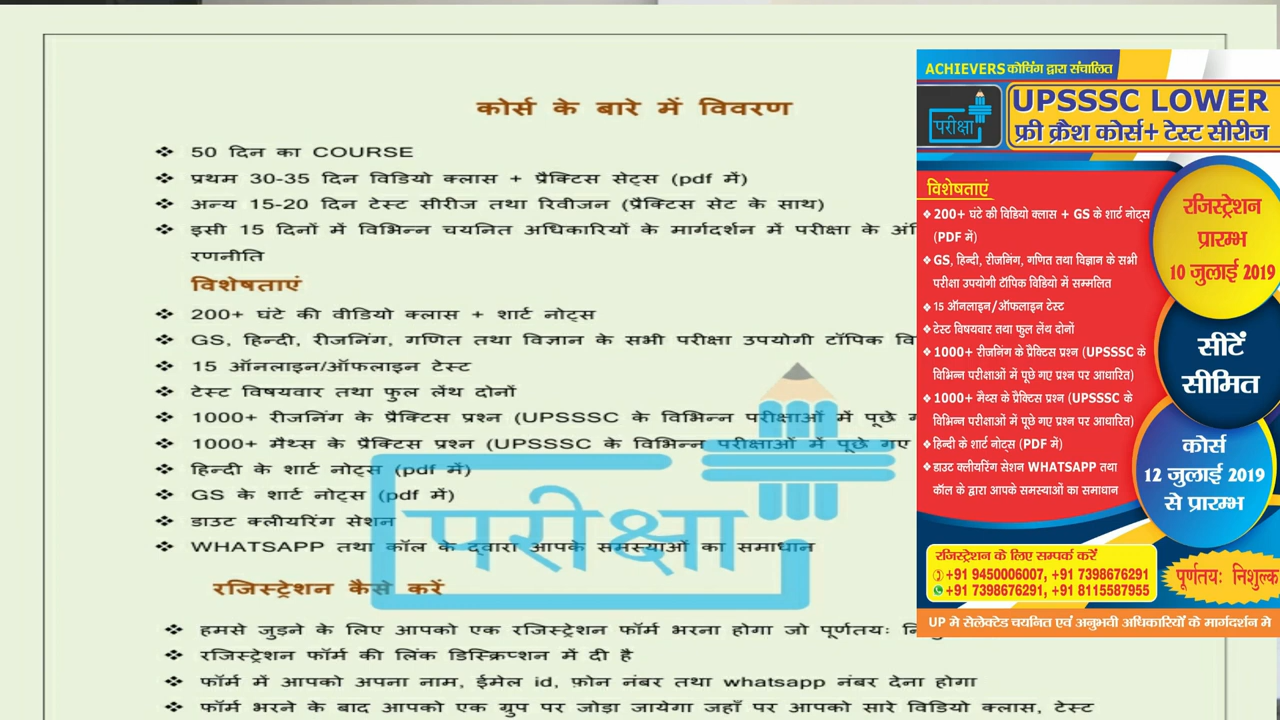 कोर्स के बारे में विवरण
❖ 50 दिन का COURSE
❖ प्रथम 30-35 दिन विडियो क्लास + प्रैक्टिस सेट्स (pdf में)
❖ अन्य 15-20 दिन टेस्ट सीरीज तथा रिवीजन (प्रैक्टिस सेट के साथ)
❖ इसी 15 दिनों में विभिन्न चयनित अधिकारियों के मार्गदर्शन में परीक्षा के
रणनीति
विशेषताएं
❖ 200+ घंटे की वीडियो क्लास + शार्ट नोट्स
❖ GS, हिन्दी, रीजनिंग, गणित तथा विज्ञान के सभी परीक्षा उपयोगी टॉपिक
❖ 15 ऑनलाइन/ऑफलाइन टेस्ट
❖ टेस्ट विषयवार तथा फुल लेंथ दोनों
❖ 1000+ रीजनिंग के प्रैक्टिस प्रश्न (UPSSSC के विभिन्न परीक्षाओं में पूछे
❖ 1000+ मैथ्स के प्रैक्टिस प्रश्न (UPSSSC के विभिन्न परीक्षाओं में पूछे गए
❖ हिन्दी के शार्ट नोट्स (pdf में)
❖ GS के शार्ट नोट्स (pdf में)
❖ डाउट क्लीयरिंग सेशन
❖ WHATSAPP तथा कॉल के द्वारा आपके समस्याओं का समाधान
परीक्षा
रजिस्ट्रेशन कैसे करें
❖ हमसे जुड़ने के लिए आपको एक रजिस्ट्रेशन फॉर्म भरना होगा जो पूर्णतयः
❖ रजिस्ट्रेशन फॉर्म की लिंक डिस्क्रिप्शन में दी है
❖ फॉर्म में आपको अपना नाम, ईमेल id, फ़ोन नंबर तथा whatsapp नंबर देना होगा
❖ फॉर्म भरने के बाद आपको एक ग्रुप पर जोड़ा जायेगा जहाँ पर आपको सारे विडियो क्लास, टेस्ट
ACHIEVERS कोचिंग द्वारा संचालित
परीक्षा
UPSSSC LOWER
फ्री क्रैश कोर्स+ टेस्ट सीरीज
विशेषताएं
❖ 200+ घंटे की विडियो क्लास + GS के शार्ट नोट्स
(PDF में)
❖ GS, हिन्दी, रीजनिंग, गणित तथा विज्ञान के सभी
परीक्षा उपयोगी टॉपिक विडियो में सम्मलित
❖ 15 ऑनलाइन/ऑफलाइन टेस्ट
❖ टेस्ट विषयवार तथा फुल लेंथ दोनों
❖ 1000+ रीजनिंग के प्रैक्टिस प्रश्न (UPSSSC के
विभिन्न परीक्षाओं में पूछे गए प्रश्न पर आधारित)
❖ 1000+ मैथ्स के प्रैक्टिस प्रश्न (UPSSSC के
विभिन्न परीक्षाओं में पूछे गए प्रश्न पर आधारित)
❖ हिन्दी के शार्ट नोट्स (PDF में)
❖ डाउट क्लीयरिंग सेशन WHATSAPP तथा
कॉल के द्वारा आपके समस्याओं का समाधान
रजिस्ट्रेशन
प्रारम्भ
10 जुलाई 2019
सीटें
सीमित
कोर्स
12 जुलाई 2019
से प्रारम्भ
रजिस्ट्रेशन के लिए सम्पर्क करें
+91 9450006007, +91 7398676291
+91 7398676291, +91 8115587955
पूर्णतयः निशुल्क
UP मे सेलेक्टेड चयनित एवं अनुभवी अधिकारियों के मार्गदर्शन मे